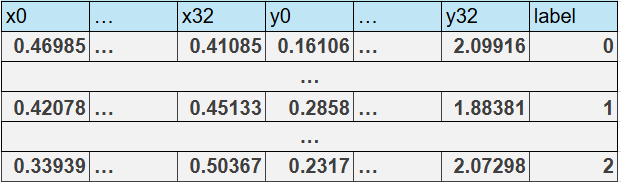 x0 … x32 y0 … y32 label
0.46985 … 0.41085 0.16106 … 2.09916 0
…
0.42078 … 0.45133 0.2858 … 1.88381 1
…
0.33939 … 0.50367 0.2317 … 2.07298 2